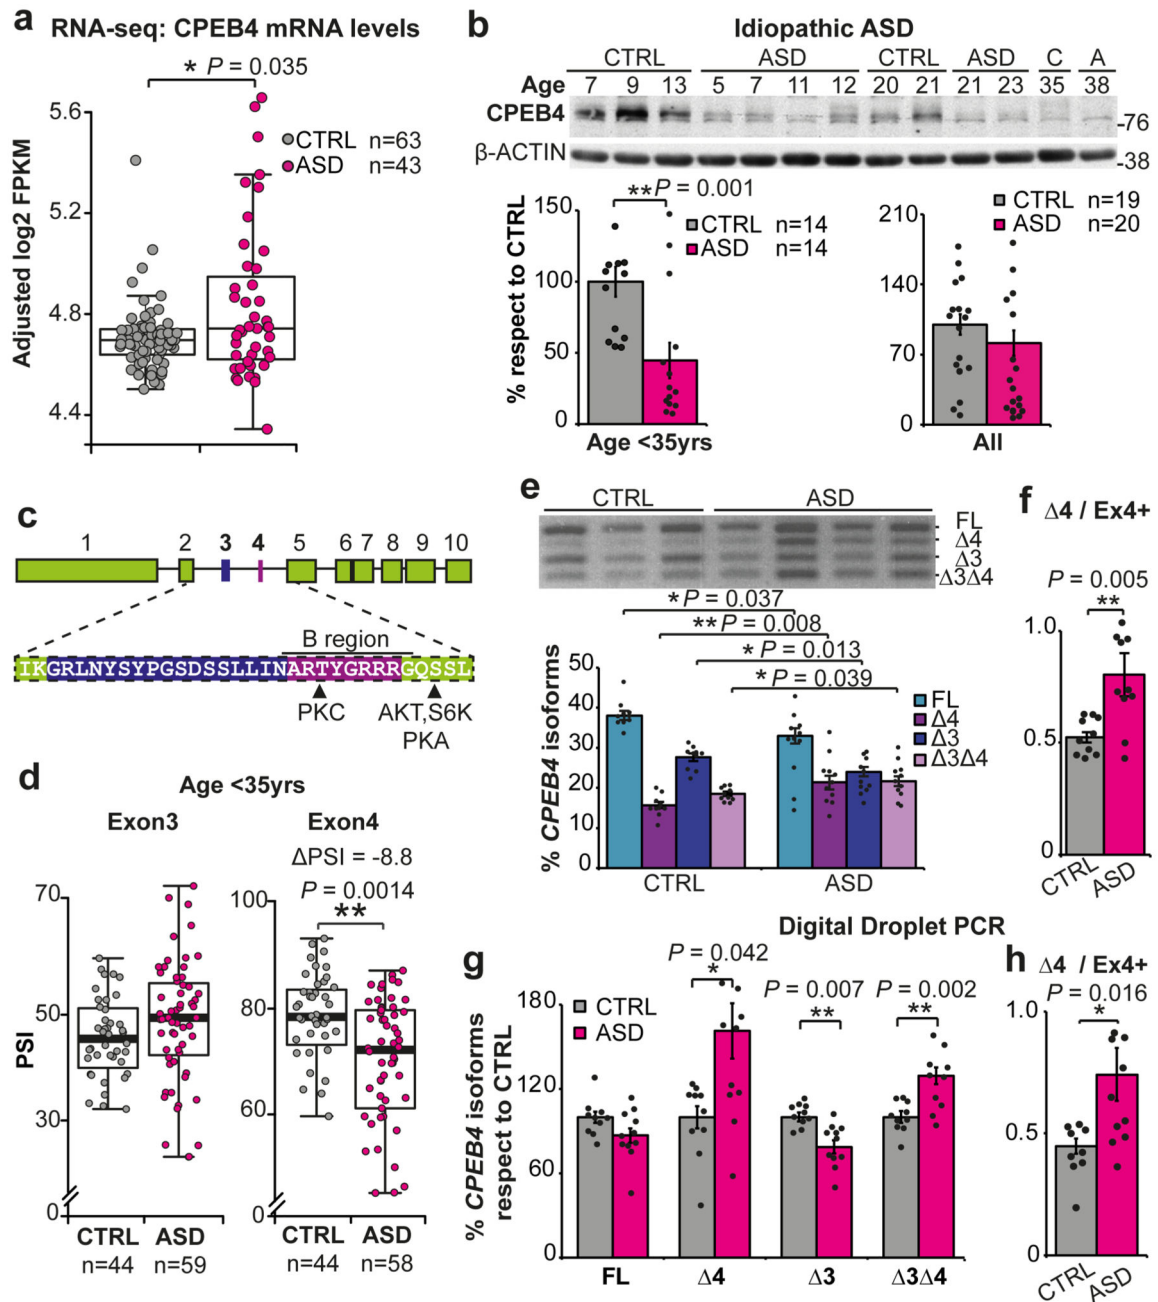 a RNA-seq: CPEB4 mRNA levels
* P = 0.035
CTRL n=63
ASD n=43
Adjusted log2 FPKM
5.6
5.2
4.8
4.4
b Idiopathic ASD
CTRL ASD CTRL ASD C A
Age 7 9 13 5 7 11 12 20 21 21 23 35 38
CPEB4 -76
β-ACTIN -38
**P = 0.001
CTRL n=14
ASD n=14
% respect to CTRL
150
100
50
0
Age <35yrs
CTRL n=19
ASD n=20
210
140
70
0
All
c
1 2 3 4 5 6 7 8 9 10
B region
IKGRLNYSYPGSDSSLLINARTYGRRRGQSSL
PKC AKT,S6K
PKA
d Age <35yrs
Exon3 Exon4
ΔPSI = -8.8
P = 0.0014
**
PSI
70
50
30
0
100
80
60
0
CTRL ASD CTRL ASD
n=44 n=59 n=44 n=58
e CTRL ASD
FL
Δ4
Δ3
Δ3Δ4
* P = 0.037
** P = 0.008
* P = 0.013
* P = 0.039
% CPEB4 isoforms
50
40
30
20
10
0
FL
Δ4
Δ3
Δ3Δ4
CTRL ASD
f Δ4 / Ex4+
P = 0.005
**
1.0
0.5
0
CTRL ASD
Digital Droplet PCR
g
P = 0.042
*
P = 0.007
**
P = 0.002
**
CTRL
ASD
% CPEB4 isoforms
respect to CTRL
180
120
60
0
FL Δ4 Δ3 Δ3Δ4
h Δ4 / Ex4+
P = 0.016
*
1.0
0.5
0
CTRL ASD